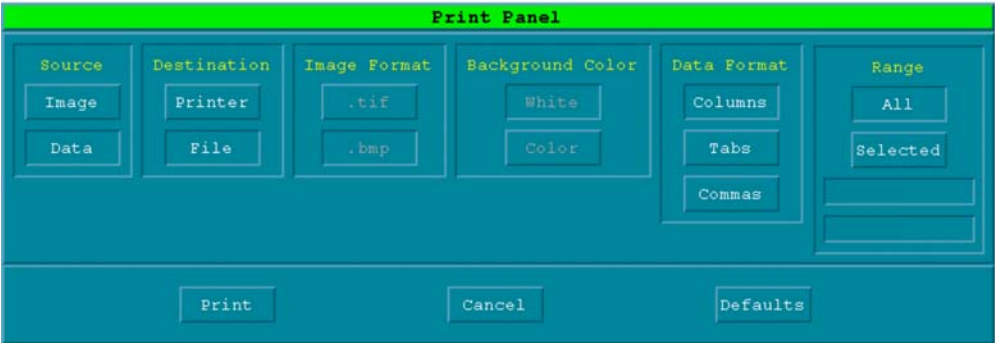 Print Panel
Source
Image
Data
Destination
Printer
File
Image Format
.tif
.bmp
Background Color
White
Color
Data Format
Columns
Tabs
Commas
Range
All
Selected
Print
Cancel
Defaults